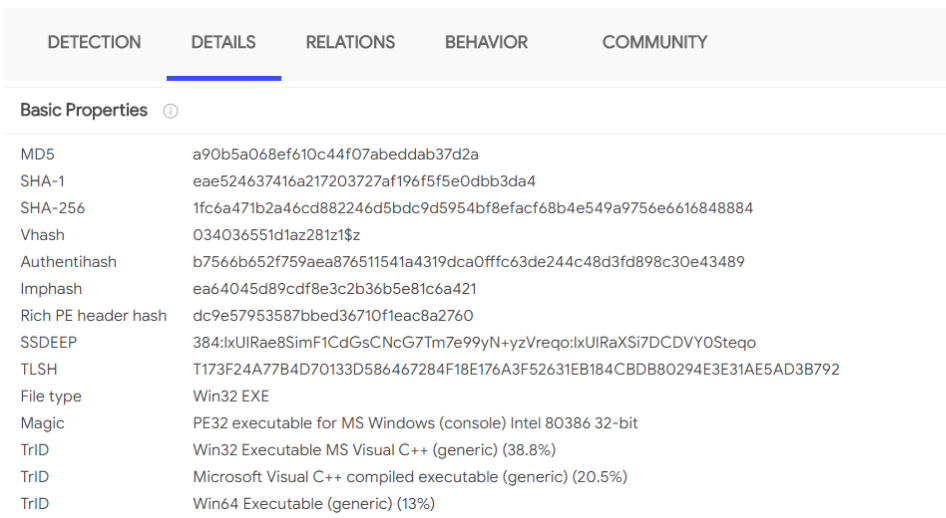 DETECTION DETAILS RELATIONS BEHAVIOR COMMUNITY
Basic Properties
MD5 a90b5a068ef610c44f07abeddab37d2a
SHA-1 eae524637416a217203727af196f5f5e0dbb3da4
SHA-256 1fc6a471b2a46cd882246d5bdc9d5954bf8efacf68b4e549a9756e6616848884
Vhash 034036551d1az281z1$z
Authentihash b7566b652f759aea876511541a4319dca0fffc63de244c48d3fd898c30e43489
Imphash ea64045d89cdf8e3c2b36b5e81c6a421
Rich PE header hash dc9e57953587bbed36710f1eac8a2760
SSDEEP 384:lxUIRae8SimF1CdGsCNcG7Tm7e99yN+yzVreqo:lxUIRaXSi7DCDVY0Steqo
TLSH T173F24A77B4D70133D586467284F18E176A3F52631EB184CBDB80294E3E31AE5AD3B792
File type Win32 EXE
Magic PE32 executable for MS Windows (console) Intel 80386 32-bit
TrID Win32 Executable MS Visual C++ (generic) (38.8%)
TrID Microsoft Visual C++ compiled executable (generic) (20.5%)
TrID Win64 Executable (generic) (13%)